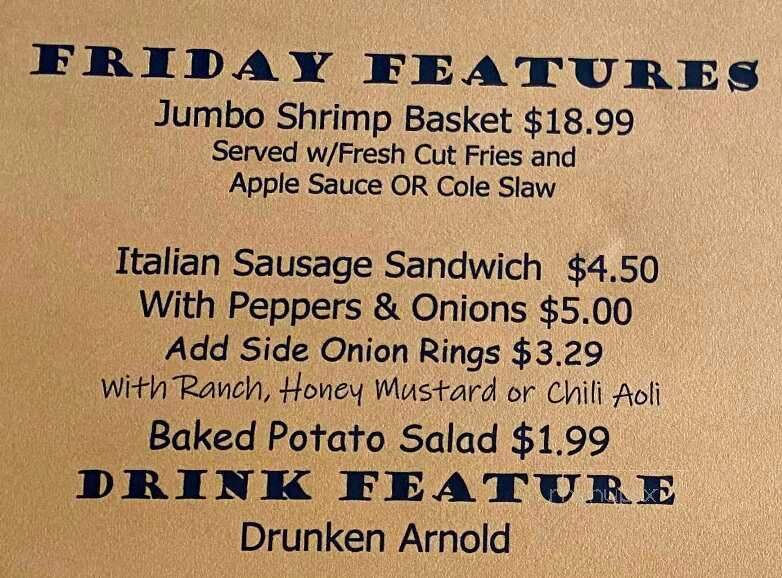 FRIDAY FEATURES
Jumbo Shrimp Basket $18.99
Served w/Fresh Cut Fries and
Apple Sauce OR Cole Slaw
Italian Sausage Sandwich $4.50
With Peppers & Onions $5.00
Add Side Onion Rings $3.29
With Ranch, Honey Mustard or Chili Aoli
Baked Potato Salad $1.99
DRINK FEATURE
Drunken Arnold